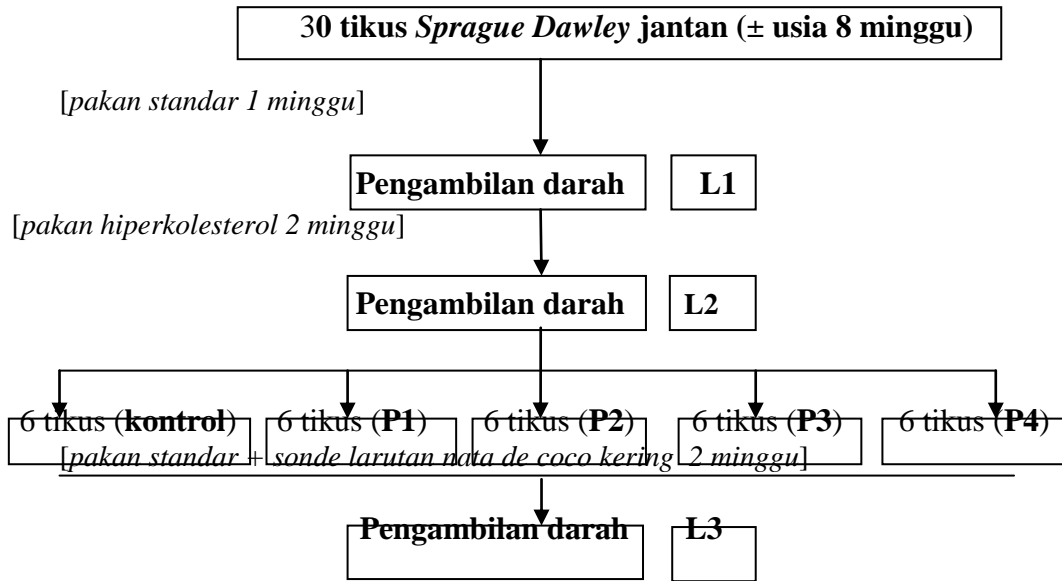 30 tikus Sprague Dawley jantan (± usia 8 minggu)
[pakan standar 1 minggu]
Pengambilan darah L1
[pakan hiperkolesterol 2 minggu]
Pengambilan darah L2
6 tikus (kontrol) 6 tikus (P1) 6 tikus (P2) 6 tikus (P3) 6 tikus (P4)
[pakan standar + sonde larutan nata de coco kering 2 minggu]
Pengambilan darah L3